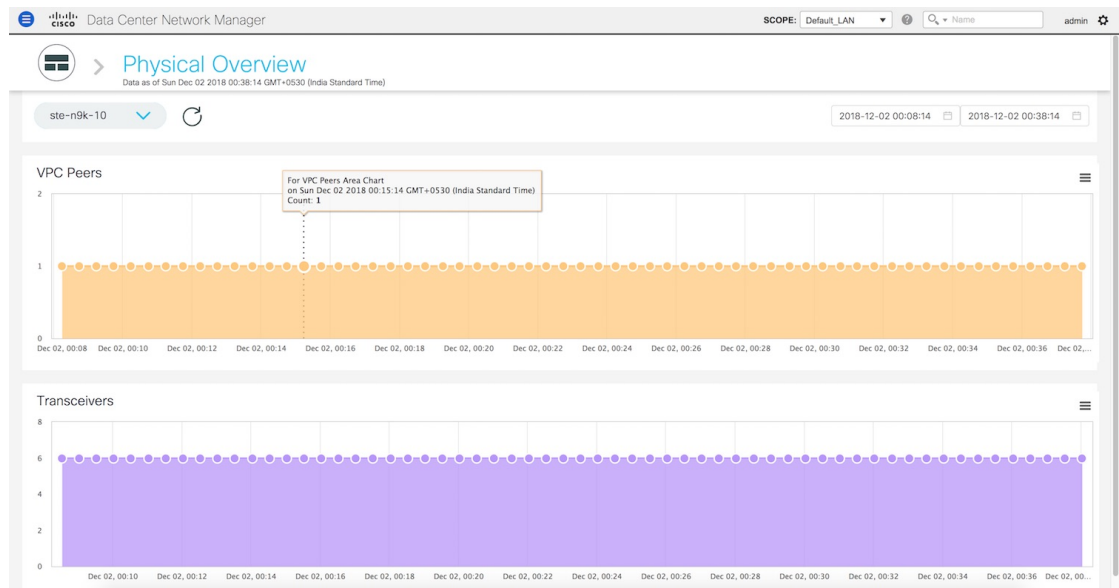 cisco Data Center Network Manager
SCOPE: Default_LAN
Name
admin
Physical Overview
Data as of Sun Dec 02 2018 00:38:14 GMT+0530 (India Standard Time)
ste-n9k-10
2018-12-02 00:08:14
2018-12-02 00:38:14
VPC Peers
For VPC Peers Area Chart
on Sun Dec 02 2018 00:15:14 GMT+0530 (India Standard Time)
Count: 1
2
1
0
Dec 02, 00:08 Dec 02, 00:10 Dec 02, 00:12 Dec 02, 00:14 Dec 02, 00:16 Dec 02, 00:18 Dec 02, 00:20 Dec 02, 00:22 Dec 02, 00:24 Dec 02, 00:26 Dec 02, 00:28 Dec 02, 00:30 Dec 02, 00:32 Dec 02, 00:34 Dec 02, 00:36 Dec 02,...
Transceivers
8
6
4
2
0
Dec 02, 00:10 Dec 02, 00:12 Dec 02, 00:14 Dec 02, 00:16 Dec 02, 00:18 Dec 02, 00:20 Dec 02, 00:22 Dec 02, 00:24 Dec 02, 00:26 Dec 02, 00:28 Dec 02, 00:30 Dec 02, 00:32 Dec 02, 00:34 Dec 02, 00:36 Dec 02, 00...